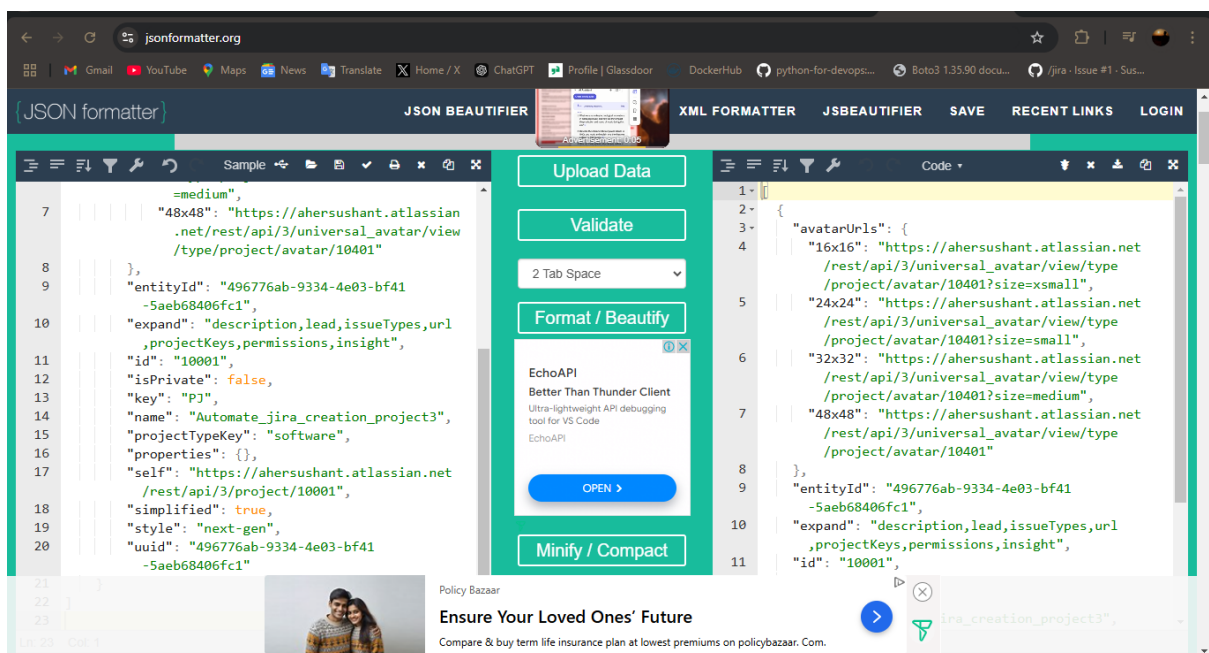 jsonformatter.org
Gmail YouTube Maps News Translate Home / X ChatGPT Profile | Glassdoor DockerHub python-for-devops:... Boto3 1.35.90 docu... /jira - Issue #1 · Sus...
{JSON formatter}
JSON BEAUTIFIER
XML FORMATTER JSBEAUTIFIER SAVE RECENT LINKS LOGIN
Advertisement: 0:05
Sample
=medium",
7 "48x48": "https://ahersushant.atlassian
.net/rest/api/3/universal_avatar/view
/type/project/avatar/10401"
8 },
9 "entityId": "496776ab-9334-4e03-bf41
-5aeb68406fc1",
10 "expand": "description,lead,issueTypes,url
,projectKeys,permissions,insight",
11 "id": "10001",
12 "isPrivate": false,
13 "key": "PJ",
14 "name": "Automate_jira_creation_project3",
15 "projectTypeKey": "software",
16 "properties": {},
17 "self": "https://ahersushant.atlassian.net
/rest/api/3/project/10001",
18 "simplified": true,
19 "style": "next-gen",
20 "uuid": "496776ab-9334-4e03-bf41
-5aeb68406fc1"
21 }
22 ]
23
Ln: 23 Col: 1
Upload Data
Validate
2 Tab Space
Format / Beautify
EchoAPI
Better Than Thunder Client
Ultra-lightweight API debugging
tool for VS Code
EchoAPI
OPEN
Minify / Compact
Code
1 [
2 {
3 "avatarUrls": {
4 "16x16": "https://ahersushant.atlassian.net
/rest/api/3/universal_avatar/view/type
/project/avatar/10401?size=xsmall",
5 "24x24": "https://ahersushant.atlassian.net
/rest/api/3/universal_avatar/view/type
/project/avatar/10401?size=small",
6 "32x32": "https://ahersushant.atlassian.net
/rest/api/3/universal_avatar/view/type
/project/avatar/10401?size=medium",
7 "48x48": "https://ahersushant.atlassian.net
/rest/api/3/universal_avatar/view/type
/project/avatar/10401"
8 },
9 "entityId": "496776ab-9334-4e03-bf41
-5aeb68406fc1",
10 "expand": "description,lead,issueTypes,url
,projectKeys,permissions,insight",
11 "id": "10001",
jira_creation_project3",
Policy Bazaar
Ensure Your Loved Ones' Future
Compare & buy term life insurance plan at lowest premiums on policybazaar. Com.